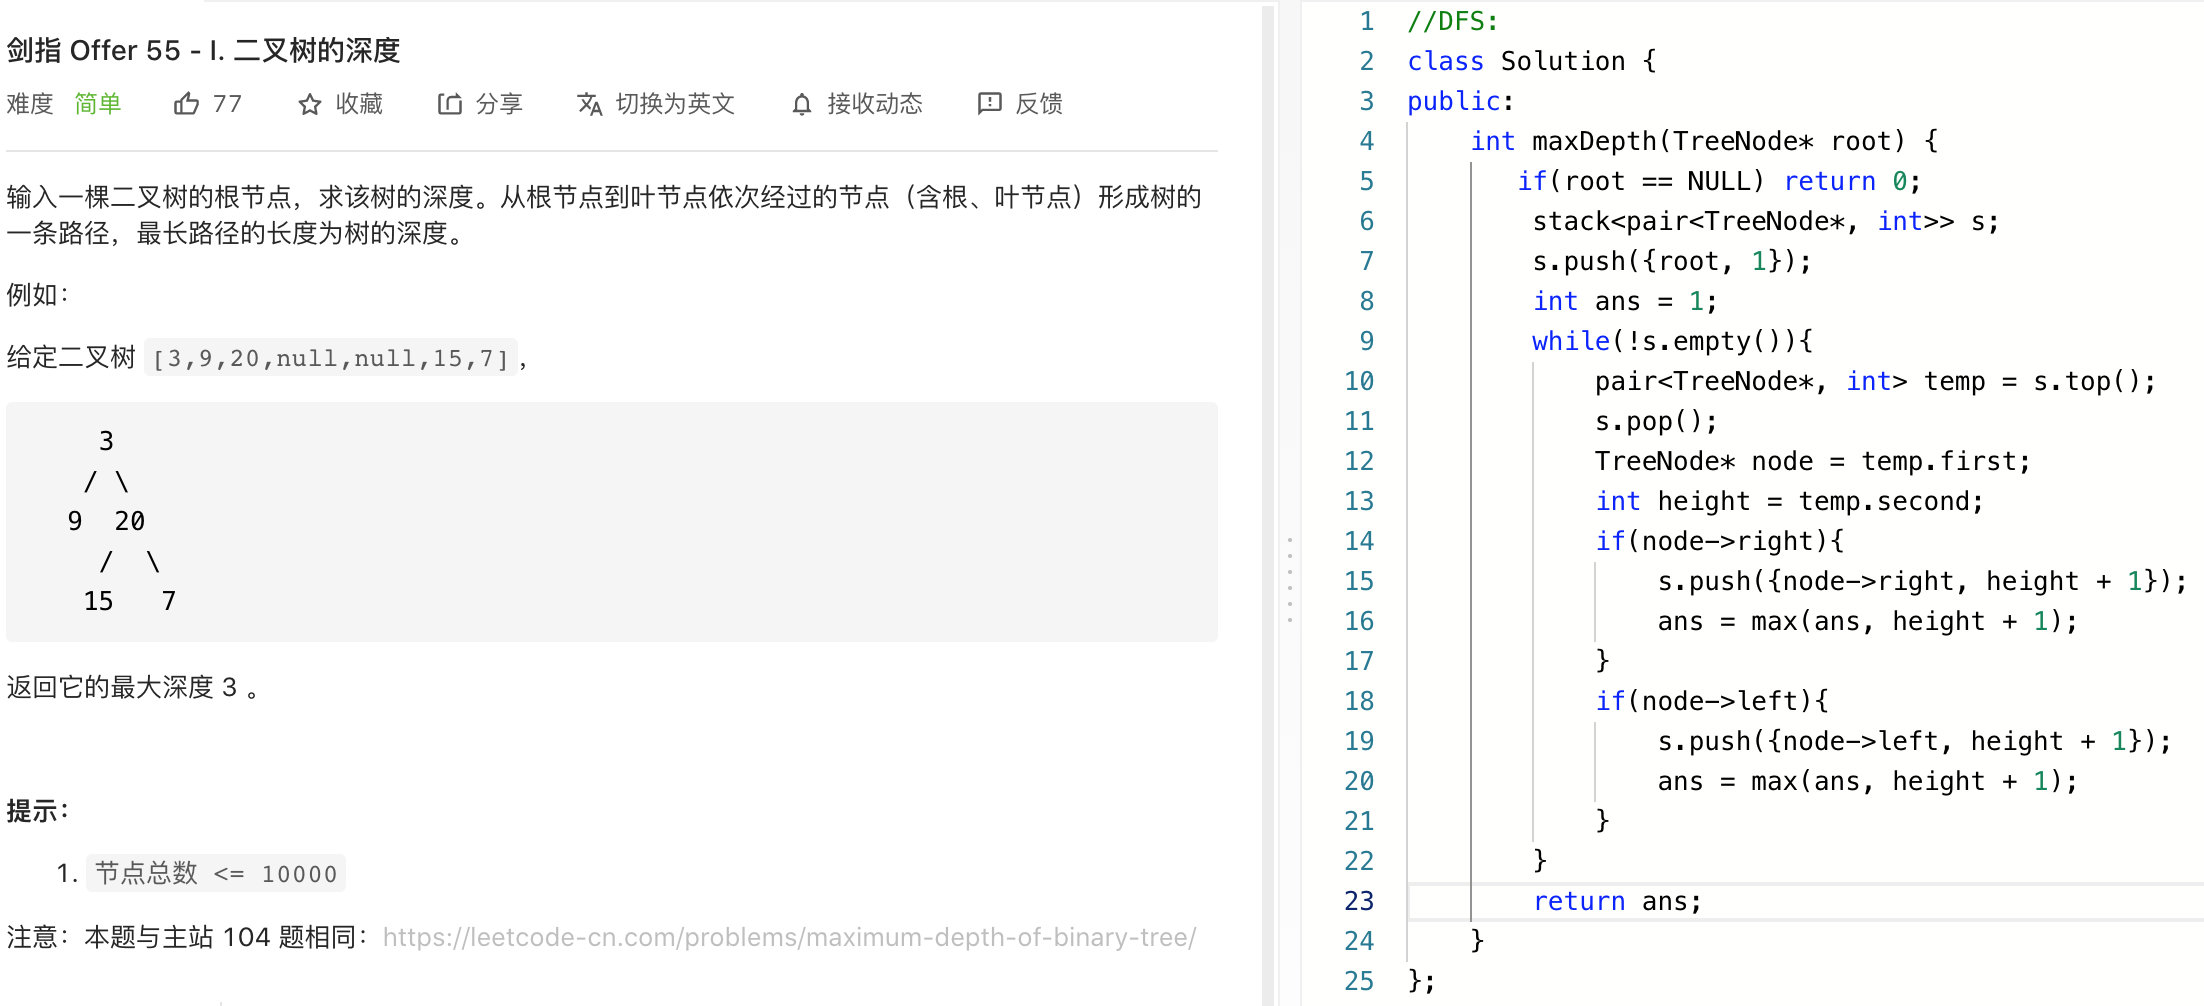 剑指 Offer 55 - I. 二叉树的深度
难度 简单 77 收藏 分享 切换为英文 接收动态 反馈
输入一棵二叉树的根节点，求该树的深度。从根节点到叶节点依次经过的节点（含根、叶节点）形成树的
一条路径，最长路径的长度为树的深度。
例如：
给定二叉树 [3,9,20,null,null,15,7]，
3
/ \
9 20
/ \
15 7
返回它的最大深度 3 。
提示：
1. 节点总数 <= 10000
注意：本题与主站 104 题相同：https://leetcode-cn.com/problems/maximum-depth-of-binary-tree/
1 //DFS:
2 class Solution {
3 public:
4     int maxDepth(TreeNode* root) {
5        if(root == NULL) return 0;
6         stack<pair<TreeNode*, int>> s;
7         s.push({root, 1});
8         int ans = 1;
9         while(!s.empty()){
10             pair<TreeNode*, int> temp = s.top();
11             s.pop();
12             TreeNode* node = temp.first;
13             int height = temp.second;
14             if(node->right){
15                 s.push({node->right, height + 1});
16                 ans = max(ans, height + 1);
17             }
18             if(node->left){
19                 s.push({node->left, height + 1});
20                 ans = max(ans, height + 1);
21             }
22         }
23         return ans;
24     }
25 };